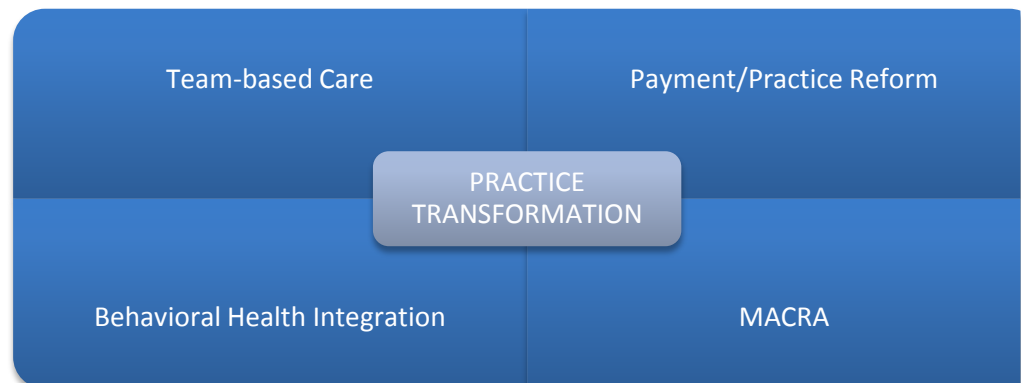 Team-based Care
Payment/Practice Reform
PRACTICE
TRANSFORMATION
Behavioral Health Integration
MACRA